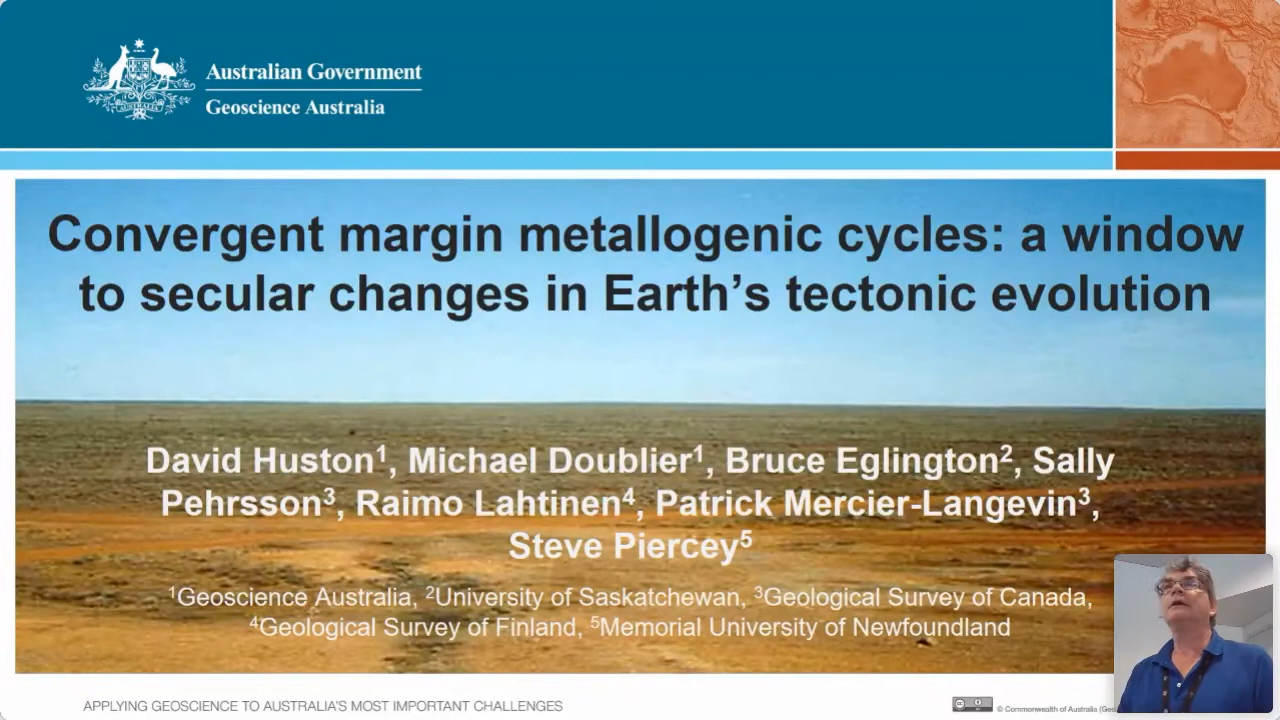 Australian Government
Geoscience Australia
Convergent margin metallogenic cycles: a window
to secular changes in Earth's tectonic evolution
David Huston¹, Michael Doublier¹, Bruce Eglington², Sally
Pehrsson³, Raimo Lahtinen⁴, Patrick Mercier-Langevin³,
Steve Piercey⁵
¹Geoscience Australia, ²University of Saskatchewan, ³Geological Survey of Canada,
⁴Geological Survey of Finland, ⁵Memorial University of Newfoundland
APPLYING GEOSCIENCE TO AUSTRALIA'S MOST IMPORTANT CHALLENGES
© Commonwealth of Australia